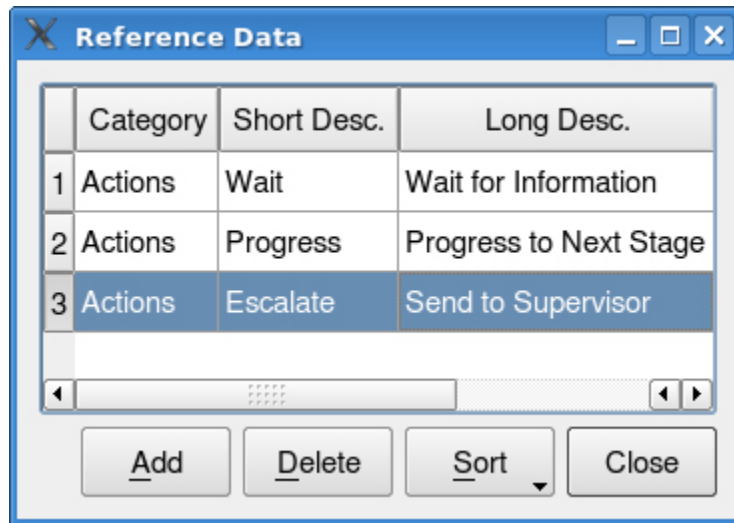 Reference Data
Category Short Desc. Long Desc.
1 Actions Wait Wait for Information
2 Actions Progress Progress to Next Stage
3 Actions Escalate Send to Supervisor
Add Delete Sort Close